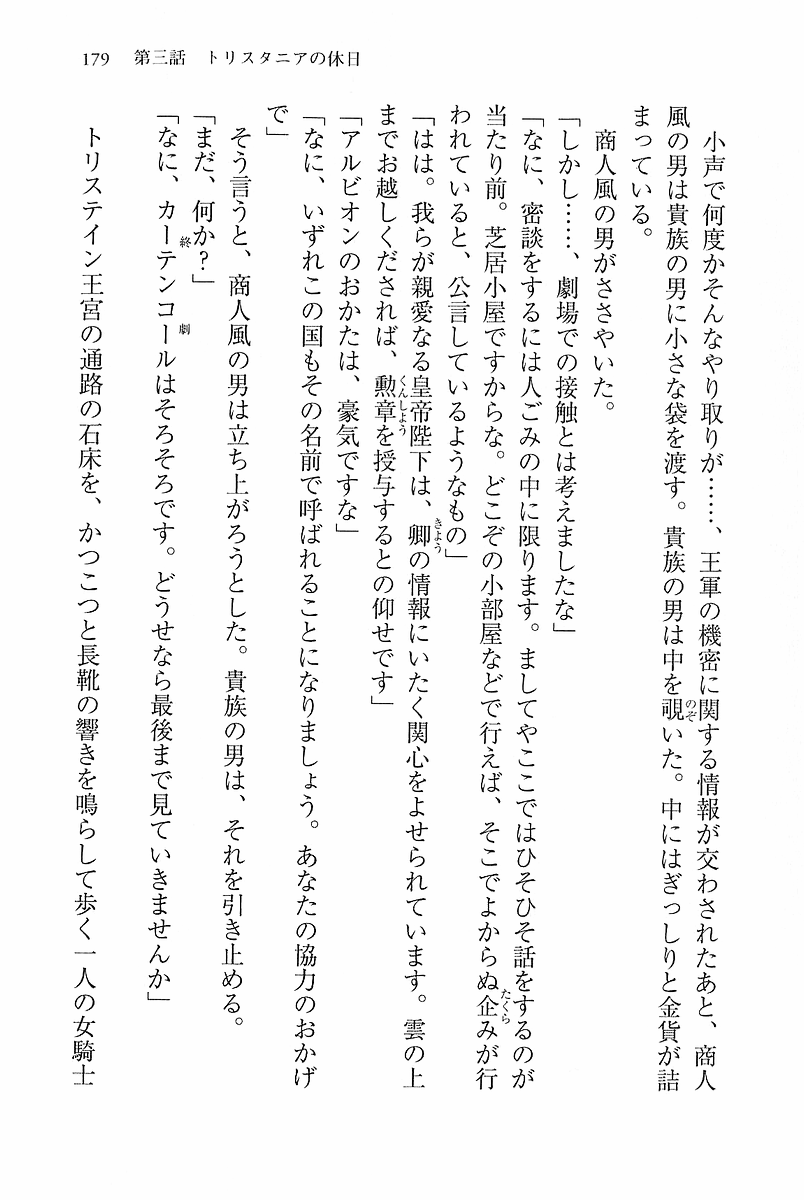 179　第三話　トリスタニアの休日
　小声で何度かそんなやり取りが……、王軍の機密に関する情報が交わされたあと、商人
風の男は貴族の男に小さな袋を渡す。貴族の男は中を覗いた。中にはぎっしりと金貨が詰
まっている。
　商人風の男がささやいた。
「しかし……、劇場での接触とは考えましたな」
「なに、密談をするには人ごみの中に限ります。ましてやここではひそひそ話をするのが
当たり前。芝居小屋ですからな。どこぞの小部屋などで行えば、そこでよからぬ企みが行
われていると、公言しているようなもの」
「はは。我らが親愛なる皇帝陛下は、卿の情報にいたく関心をよせられています。雲の上
までお越しくだされば、勲章を授与するとの仰せです」
「アルビオンのおかたは、豪気ですな」
「なに、いずれこの国もその名前で呼ばれることになりましょう。あなたの協力のおかげ
で」
　そう言うと、商人風の男は立ち上がろうとした。貴族の男は、それを引き止める。
「まだ、何か？」
「なに、カーテンコールはそろそろです。どうせなら最後まで見ていきませんか」
　トリステイン王宮の通路の石床を、かつこつと長靴の響きを鳴らして歩く一人の女騎士
のぞ
たくら
きよう
くんしょう
終劇